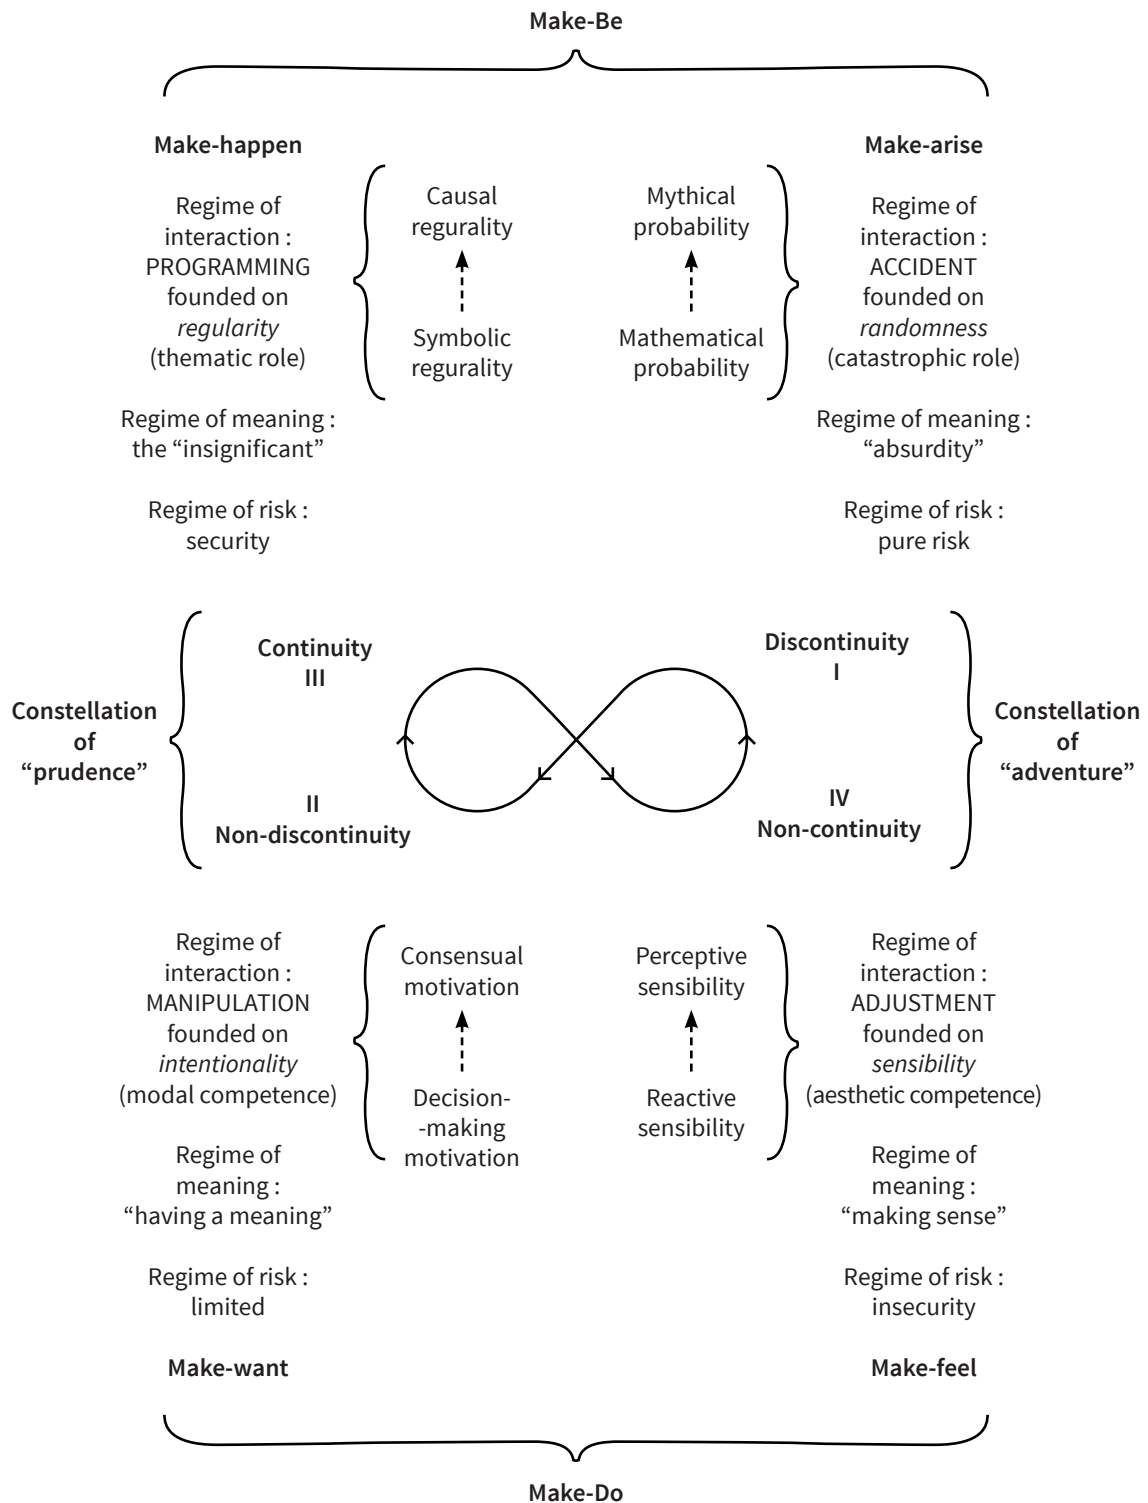 Make-Be
Make-happen
Regime of
interaction :
PROGRAMMING
founded on
regularity
(thematic role)
Causal
regurality
Symbolic
regurality
Mythical
probability
Mathematical
probability
Make-arise
Regime of
interaction :
ACCIDENT
founded on
randomness
(catastrophic role)
Regime of meaning :
the “insignificant”
Regime of risk :
security
Regime of meaning :
“absurdity”
Regime of risk :
pure risk
Constellation
of
“prudence”
Continuity
III
II
Non-discontinuity
Discontinuity
I
IV
Non-continuity
Constellation
of
“adventure”
Regime of
interaction :
MANIPULATION
founded on
intentionality
(modal competence)
Consensual
motivation
Decision-
-making
motivation
Perceptive
sensibility
Reactive
sensibility
Regime of
interaction :
ADJUSTMENT
founded on
sensibility
(aesthetic competence)
Regime of
meaning :
“having a meaning”
Regime of risk :
limited
Make-want
Regime of
meaning :
“making sense”
Regime of risk :
insecurity
Make-feel
Make-Do